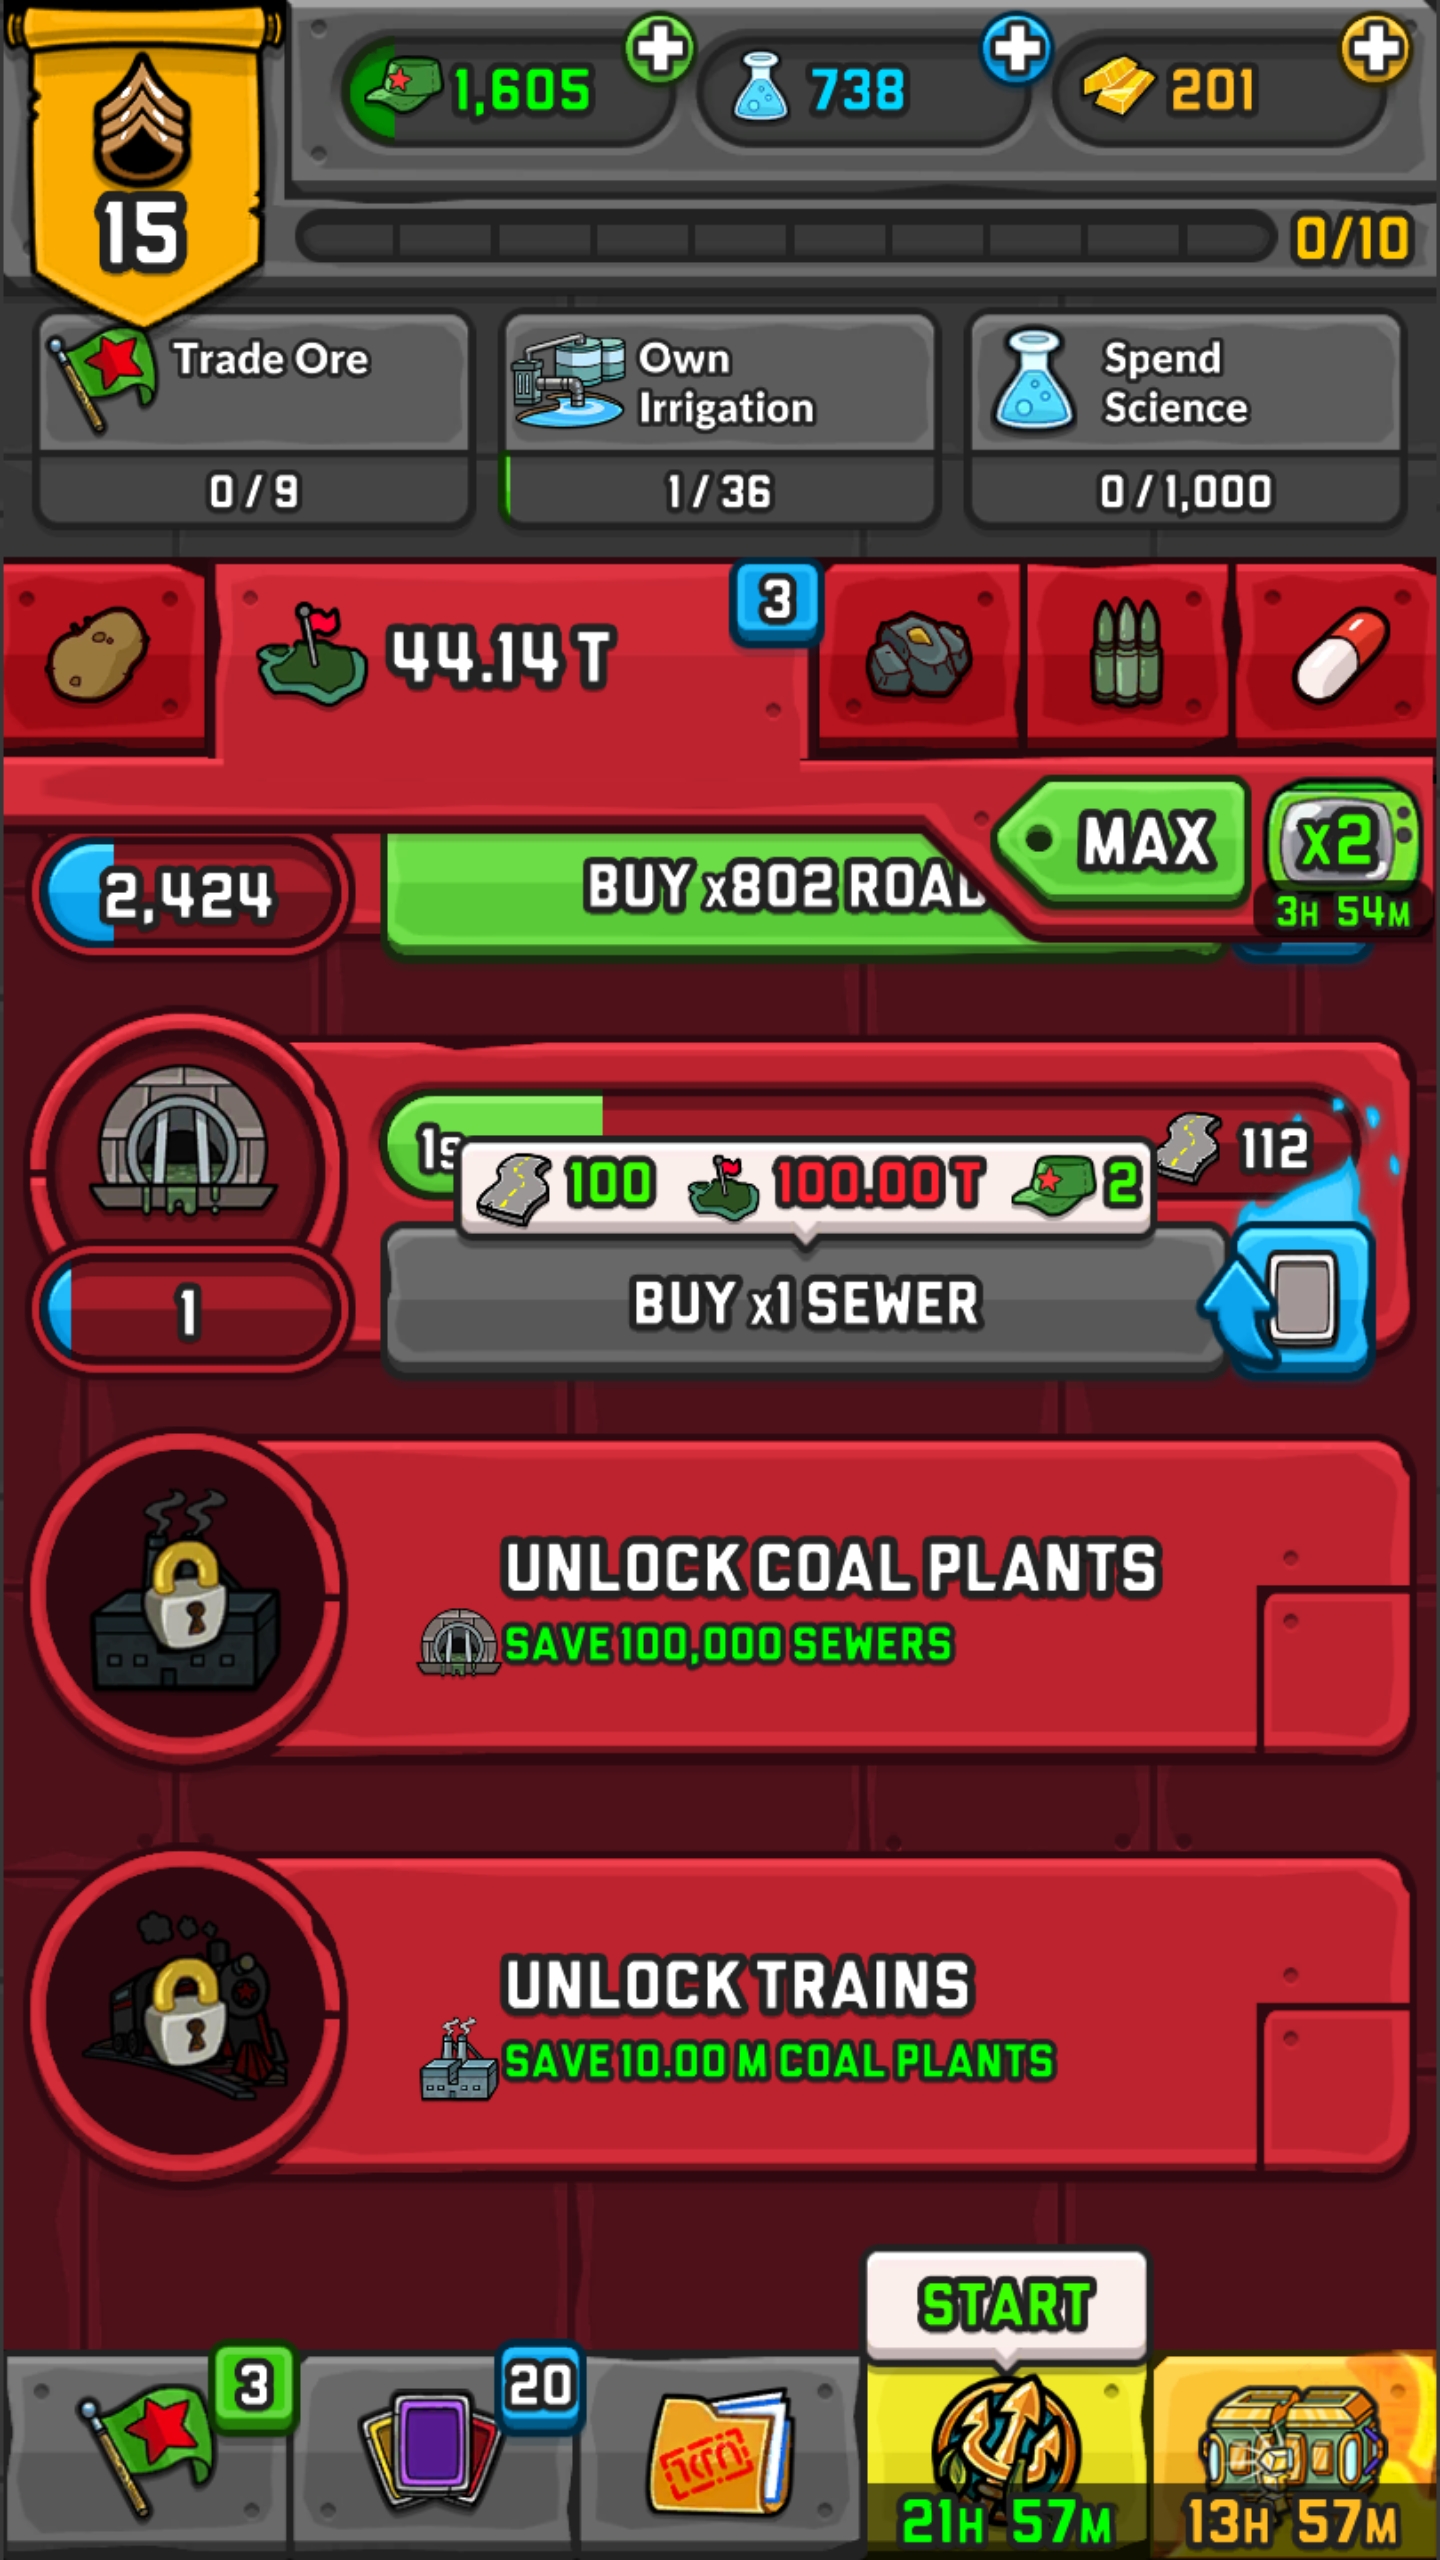 1,605
738
201
15
0/10
Trade Ore
0 / 9
Own
Irrigation
1 / 36
Spend
Science
0 / 1,000
44.14 T
3
MAX
x2
3H 54M
2,424
BUY x802 ROAD
1s
112
100
100.00 T
2
1
BUY x1 SEWER
UNLOCK COAL PLANTS
SAVE 100,000 SEWERS
UNLOCK TRAINS
SAVE 10.00 M COAL PLANTS
START
3
20
21H 57M
13H 57M